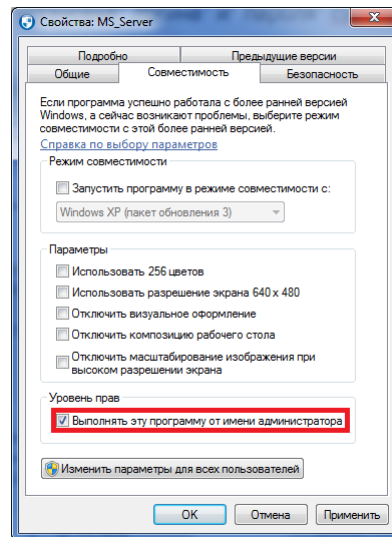 Свойства: MS_Server
Подробно
Предыдущие версии
Общие
Совместимость
Безопасность
Если программа успешно работала с более ранней версией
Windows, а сейчас возникают проблемы, выберите режим
совместимости с этой более ранней версией.
Справка по выбору параметров
Режим совместимости
Запустить программу в режиме совместимости с:
Windows XP (пакет обновления 3)
Параметры
Использовать 256 цветов
Использовать разрешение экрана 640 x 480
Отключить визуальное оформление
Отключить композицию рабочего стола
Отключить масштабирование изображения при
высоком разрешении экрана
Уровень прав
Выполнять эту программу от имени администратора
Изменить параметры для всех пользователей
OK
Отмена
Применить